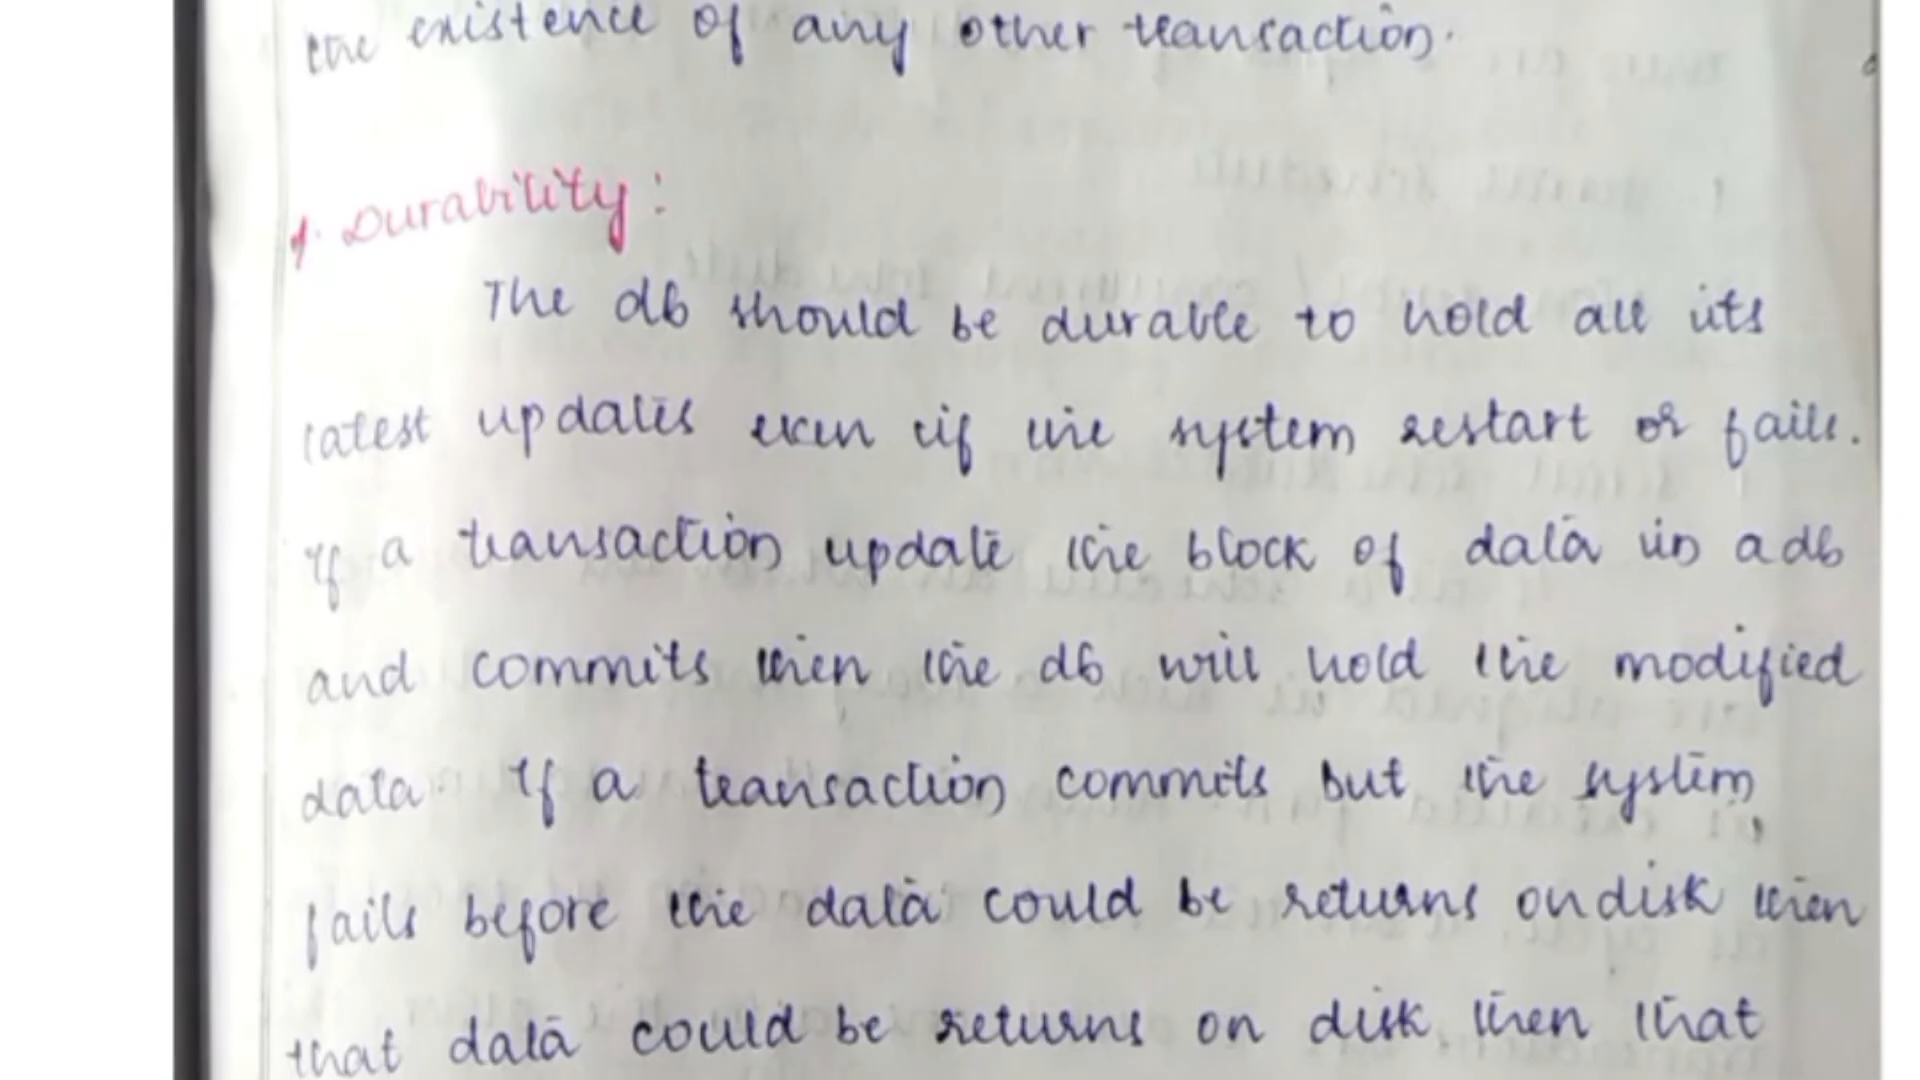 the existence of any other transaction.
4. Durability:
The db should be durable to hold all its
latest updates even if the system restart or fails.
If a transaction update the block of data in a db
and commits then the db will hold the modified
data. If a transaction commits but the system,
fails before the data could be returns on disk then
that data could be returns on disk then that